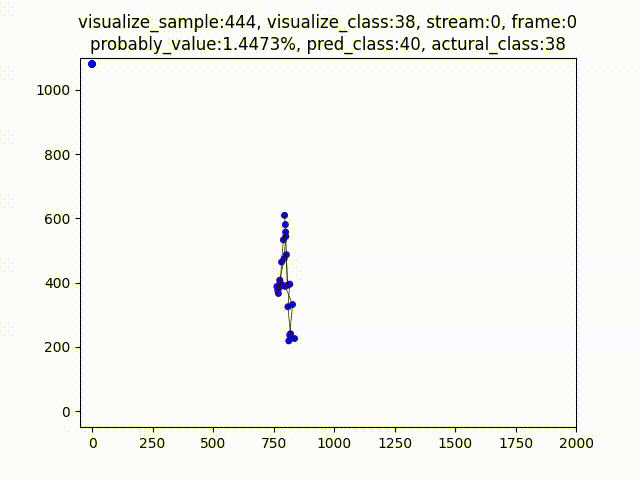 visualize_sample:444, visualize_class:38, stream:0, frame:0
probably_value:1.4473%, pred_class:40, actural_class:38
1000
800
600
400
200
0
0 250 500 750 1000 1250 1500 1750 2000